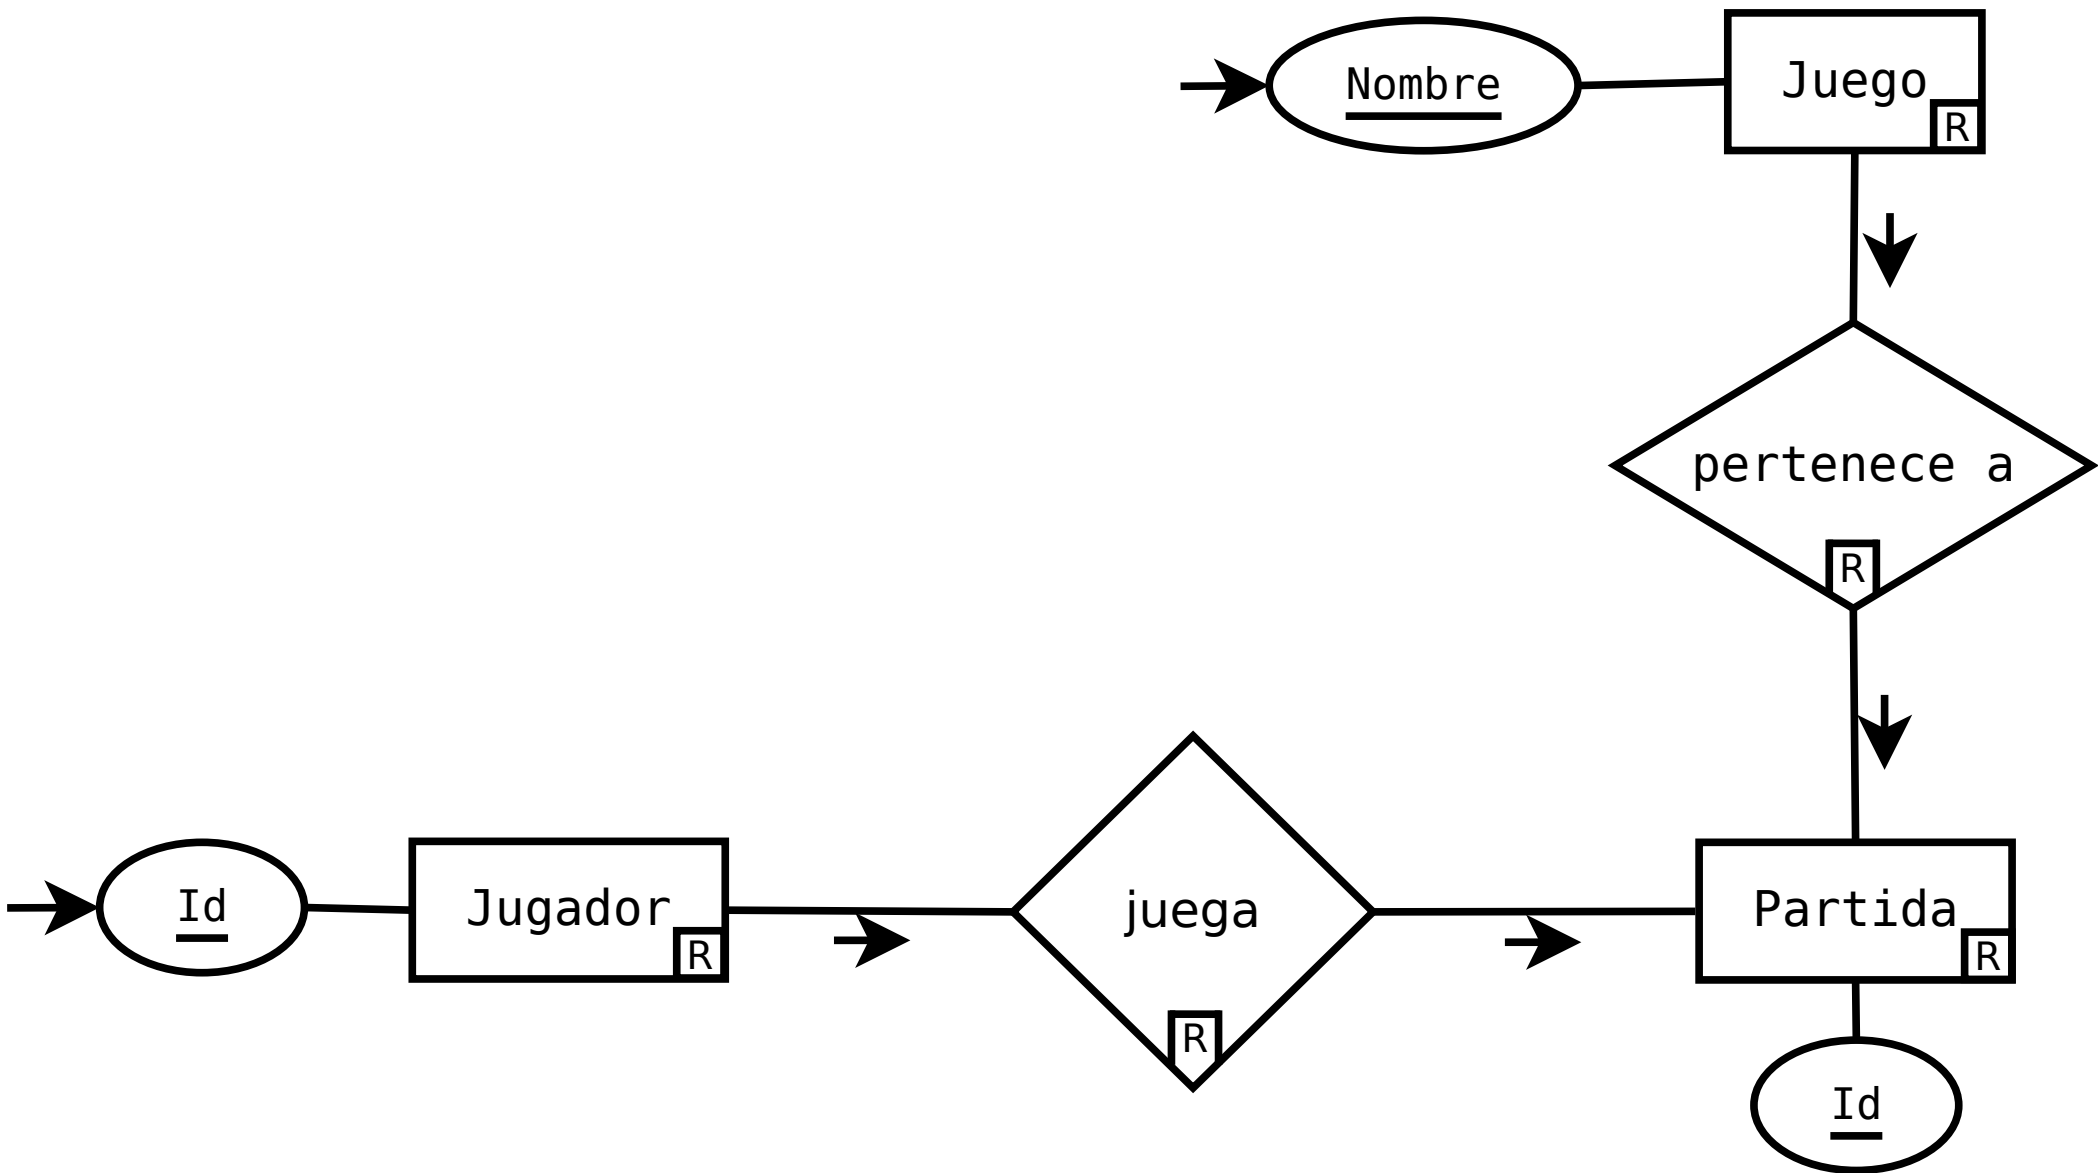 Nombre
Juego
R
pertenece a
R
Id
Jugador
R
juega
R
Partida
R
Id